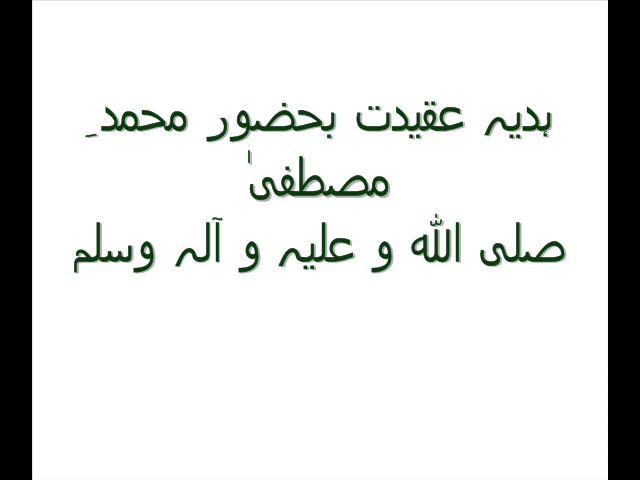 ہدیہ عقیدت بحضور محمدِ
مصطفیٰ
صلی اللہ و علیہ و آلہ وسلم